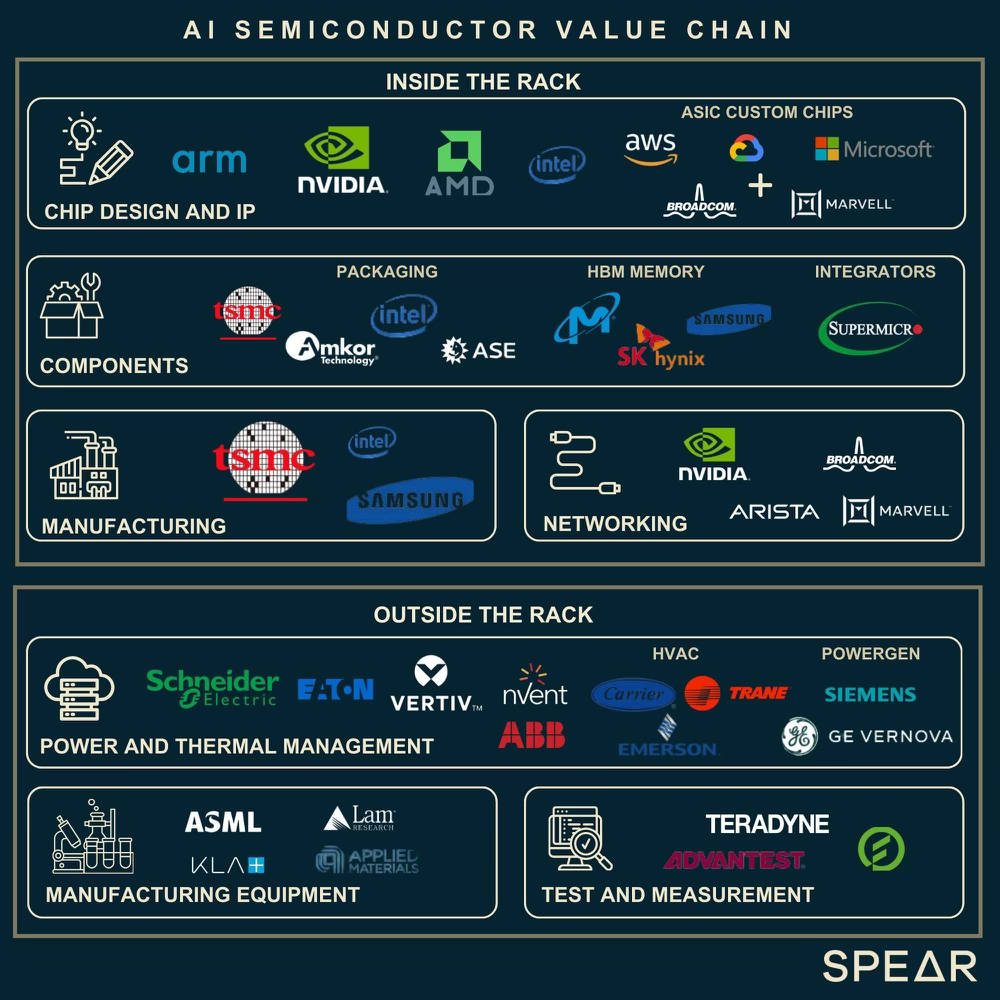 AI SEMICONDUCTOR VALUE CHAIN
INSIDE THE RACK
ASIC CUSTOM CHIPS
arm
NVIDIA.
AMD
intel
aws
Microsoft
+
BROADCOM.
MARVELL
CHIP DESIGN AND IP
PACKAGING
HBM MEMORY
INTEGRATORS
tsmc
intel
Amkor
Technology®
ASE
M
SAMSUNG
SK hynix
SUPERMICRO
COMPONENTS
tsmc
intel
SAMSUNG
MANUFACTURING
NVIDIA.
BROADCOM.
ARISTA
MARVELL
NETWORKING
OUTSIDE THE RACK
HVAC
POWERGEN
Schneider
Electric
EATON
VERTIV™
nVent
ABB
Carrier
TRANE
EMERSON
SIEMENS
GE VERNOVA
POWER AND THERMAL MANAGEMENT
ASML
Lam
RESEARCH
KLA+
APPLIED
MATERIALS
MANUFACTURING EQUIPMENT
TERADYNE
ADVANTEST
TEST AND MEASUREMENT
SPEAR